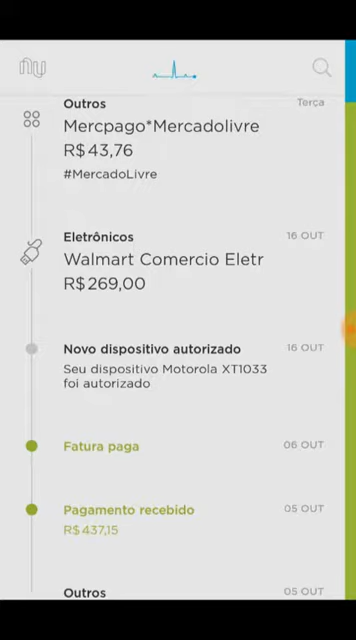 nu
Outros
Terça
Mercpago*Mercadolivre
R$43,76
#MercadoLivre
Eletrônicos
16 OUT
Walmart Comercio Eletr
R$269,00
Novo dispositivo autorizado
16 OUT
Seu dispositivo Motorola XT1033
foi autorizado
Fatura paga
06 OUT
Pagamento recebido
05 OUT
R$437,15
Outros
05 OUT